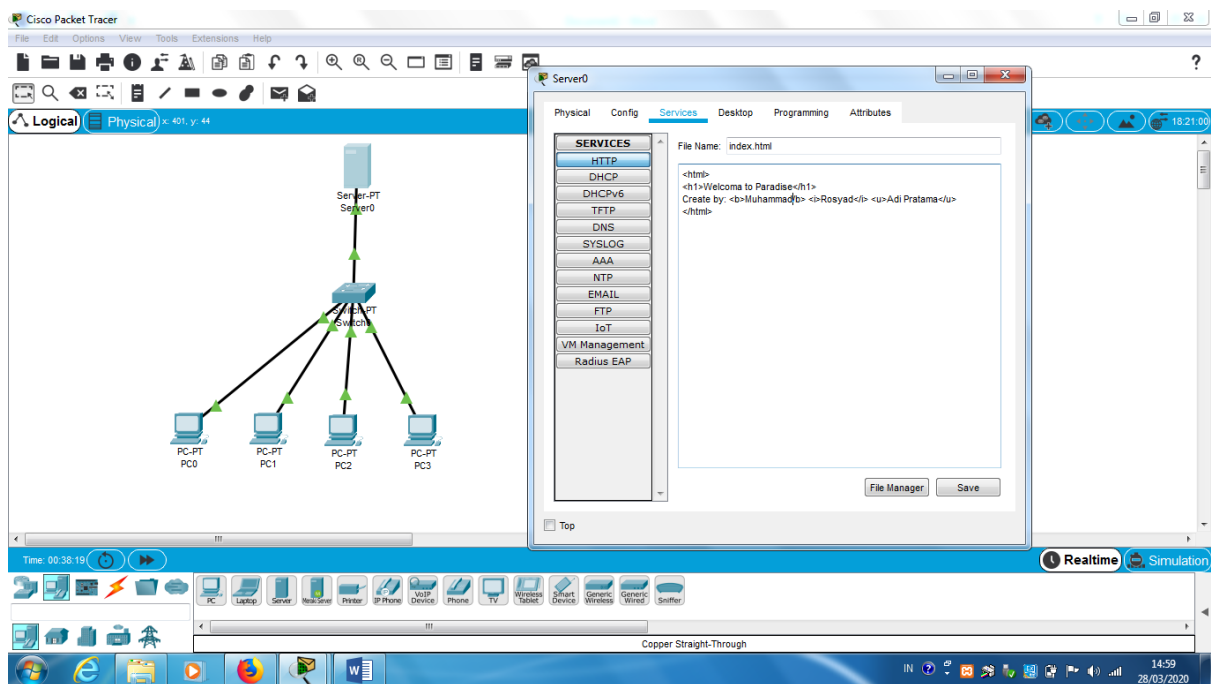 Cisco Packet Tracer
File Edit Options View Tools Extensions Help
?
Logical Physical x: 401, y: 44
18:21:00
Server-PT
Server0
Switch-PT
Switch0
PC-PT
PC0
PC-PT
PC1
PC-PT
PC2
PC-PT
PC3
Server0
Physical Config Services Desktop Programming Attributes
SERVICES
HTTP
DHCP
DHCPv6
TFTP
DNS
SYSLOG
AAA
NTP
EMAIL
FTP
IoT
VM Management
Radius EAP
File Name: index.html
<html>
<h1>Welcoma to Paradise</h1>
Create by: <b>Muhammad/b> <i>Rosyad</i> <u>Adi Pratama</u>
</html>
File Manager Save
Top
Time: 00:38:19
Realtime Simulation
PC Laptop Server Printer IP Phone VoIP Device Phone TV Wireless Tablet Smart Device Generic Wireless Generic Wired Sniffer
Copper Straight-Through
IN
14:59
28/03/2020